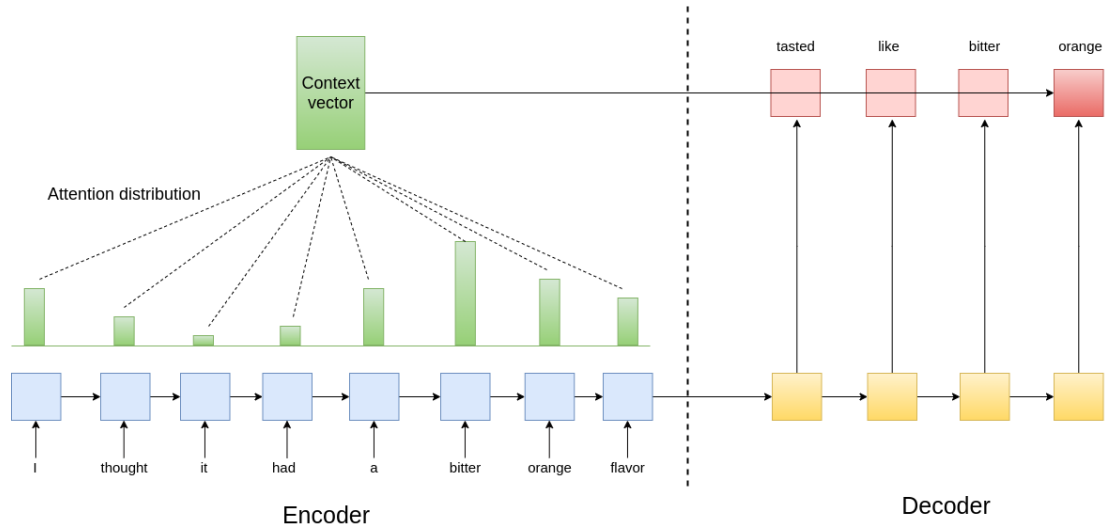 tasted like bitter orange
Context
vector
Attention distribution
I thought it had a bitter orange flavor
Encoder
Decoder